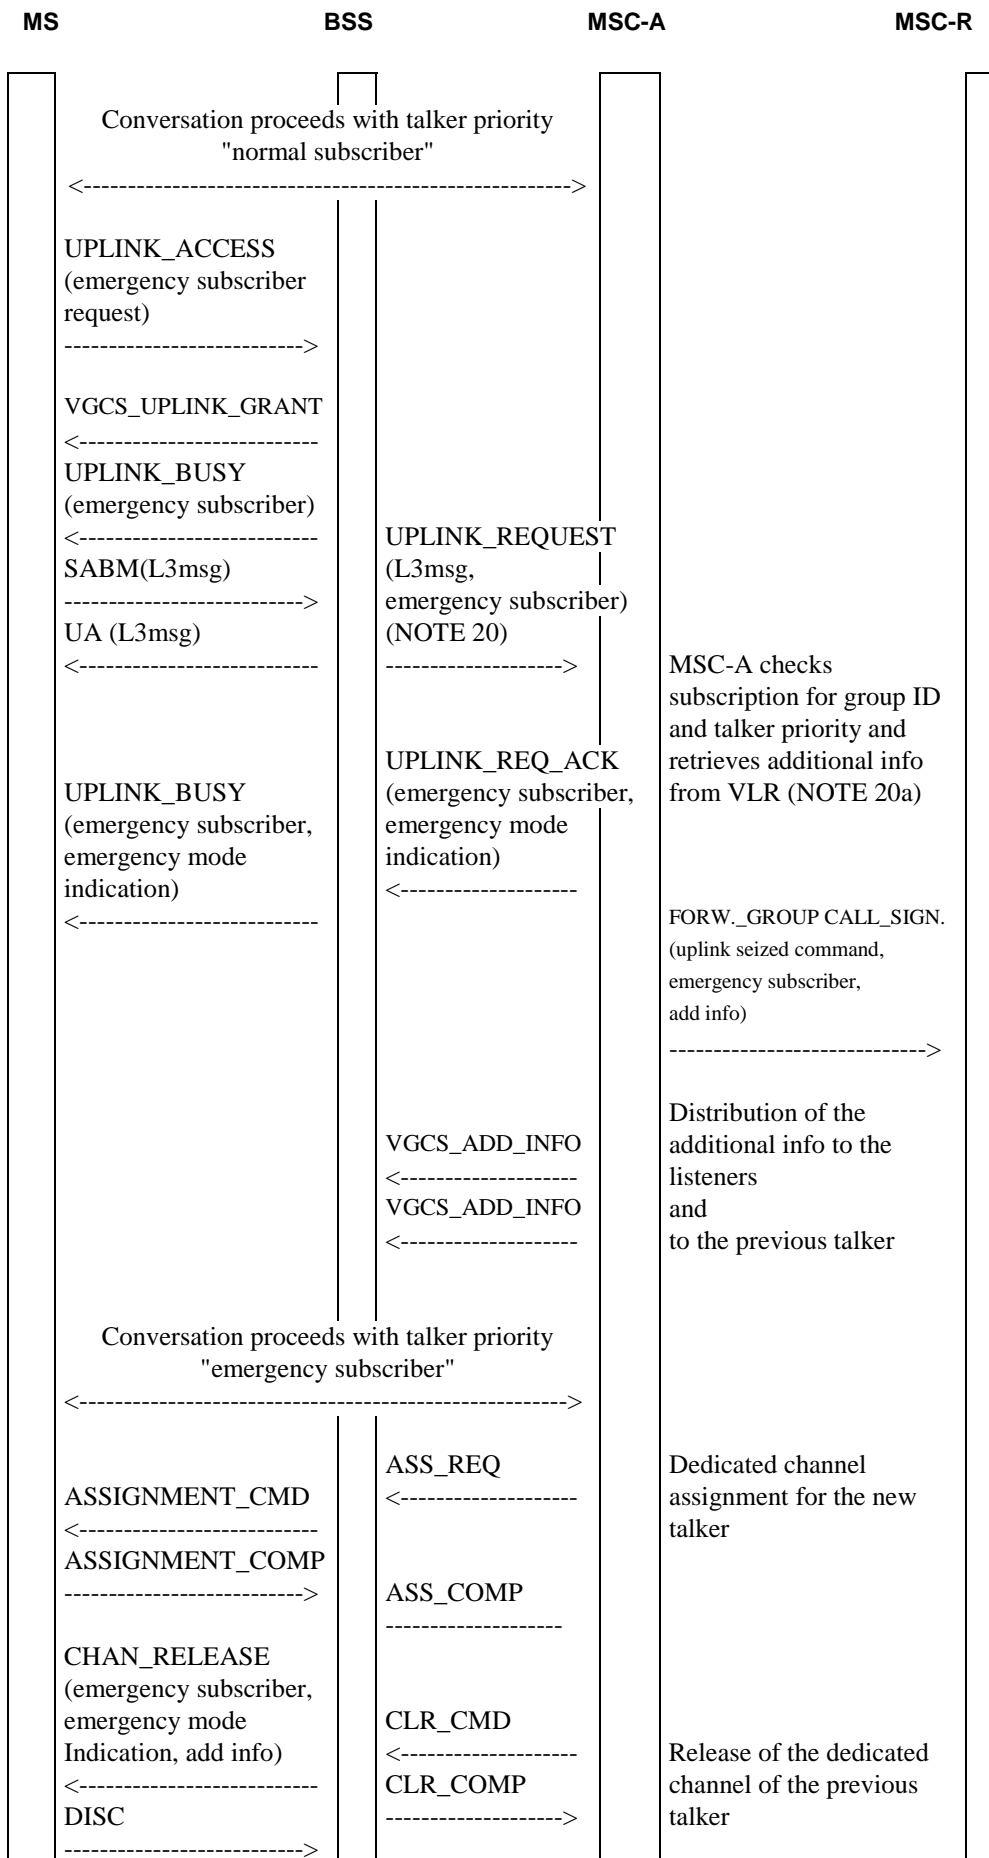 MS BSS MSC-A MSC-R
Conversation proceeds with talker priority
"normal subscriber"
<------------------------------------------------------->
UPLINK_ACCESS
(emergency subscriber
request)
--------------------------->
VGCS_UPLINK_GRANT
<---------------------------
UPLINK_BUSY
(emergency subscriber)
<---------------------------
SABM(L3msg)
--------------------------->
UA (L3msg)
<---------------------------
UPLINK_REQUEST
(L3msg,
emergency subscriber)
(NOTE 20)
-------------------->
MSC-A checks
subscription for group ID
and talker priority and
retrieves additional info
from VLR (NOTE 20a)
UPLINK_REQ_ACK
(emergency subscriber,
emergency mode
indication)
<--------------------
UPLINK_BUSY
(emergency subscriber,
emergency mode
indication)
<---------------------------
FORW._GROUP CALL_SIGN.
(uplink seized command,
emergency subscriber,
add info)
----------------------------->
VGCS_ADD_INFO
<--------------------
VGCS_ADD_INFO
<--------------------
Distribution of the
additional info to the
listeners
and
to the previous talker
Conversation proceeds with talker priority
"emergency subscriber"
<------------------------------------------------------->
ASS_REQ
<--------------------
Dedicated channel
assignment for the new
talker
ASSIGNMENT_CMD
<---------------------------
ASSIGNMENT_COMP
--------------------------->
ASS_COMP
--------------------
CHAN_RELEASE
(emergency subscriber,
emergency mode
Indication, add info)
<---------------------------
DISC
--------------------------->
CLR_CMD
<--------------------
CLR_COMP
-------------------->
Release of the dedicated
channel of the previous
talker